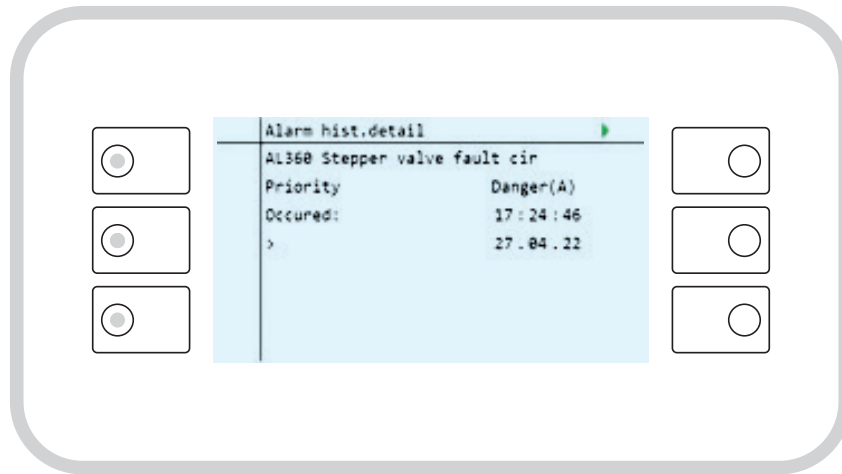 Alarm hist.detail
AL360 Stepper valve fault cir
Priority Danger(A)
Occured: 17:24:46
> 27.04.22